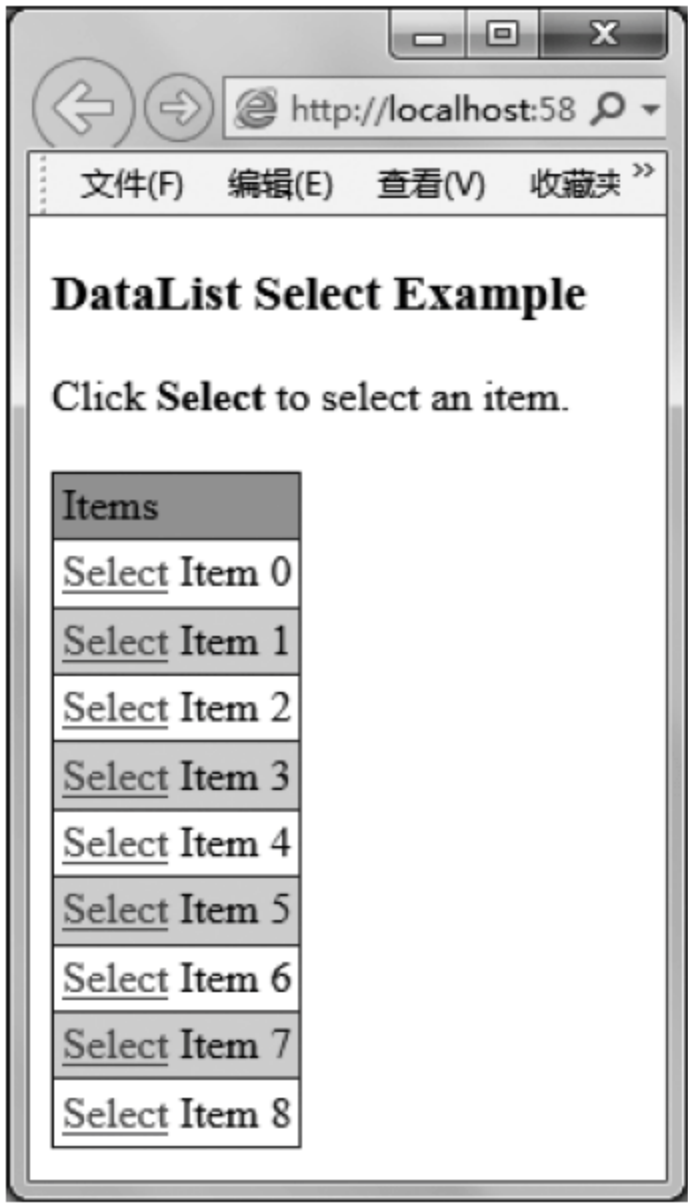 http://localhost:58
文件(F) 编辑(E) 查看(V) 收藏夹 »
DataList Select Example
Click Select to select an item.
Items
Select Item 0
Select Item 1
Select Item 2
Select Item 3
Select Item 4
Select Item 5
Select Item 6
Select Item 7
Select Item 8